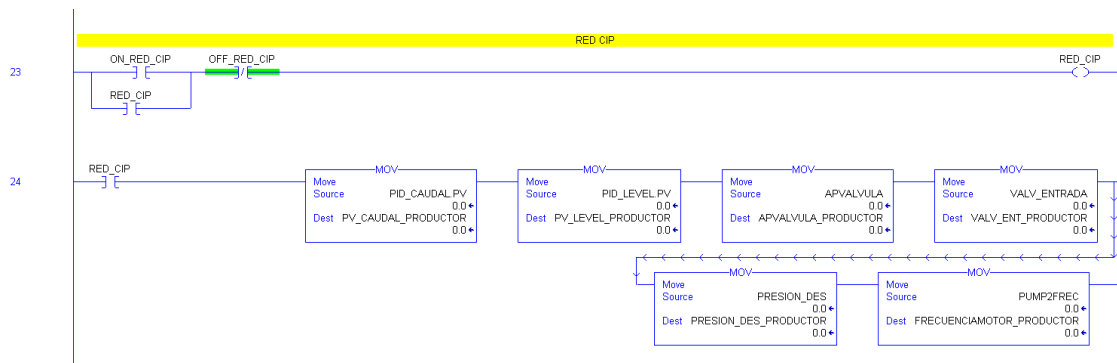 RED CIP
ON_RED_CIP OFF_RED_CIP RED_CIP
23
RED_CIP
RED_CIP
24
MOV
Move
Source PID_CAUDAL.PV
0.0
Dest PV_CAUDAL_PRODUCTOR
0.0
MOV
Move
Source PID_LEVEL.PV
0.0
Dest PV_LEVEL_PRODUCTOR
0.0
MOV
Move
Source APVALVULA
0.0
Dest APVALVULA_PRODUCTOR
0.0
MOV
Move
Source VALV_ENTRADA
0.0
Dest VALV_ENT_PRODUCTOR
0.0
MOV
Move
Source PRESION_DES
0.0
Dest PRESION_DES_PRODUCTOR
0.0
MOV
Move
Source PUMP2FREC
0.0
Dest FRECUENCIAMOTOR_PRODUCTOR
0.0